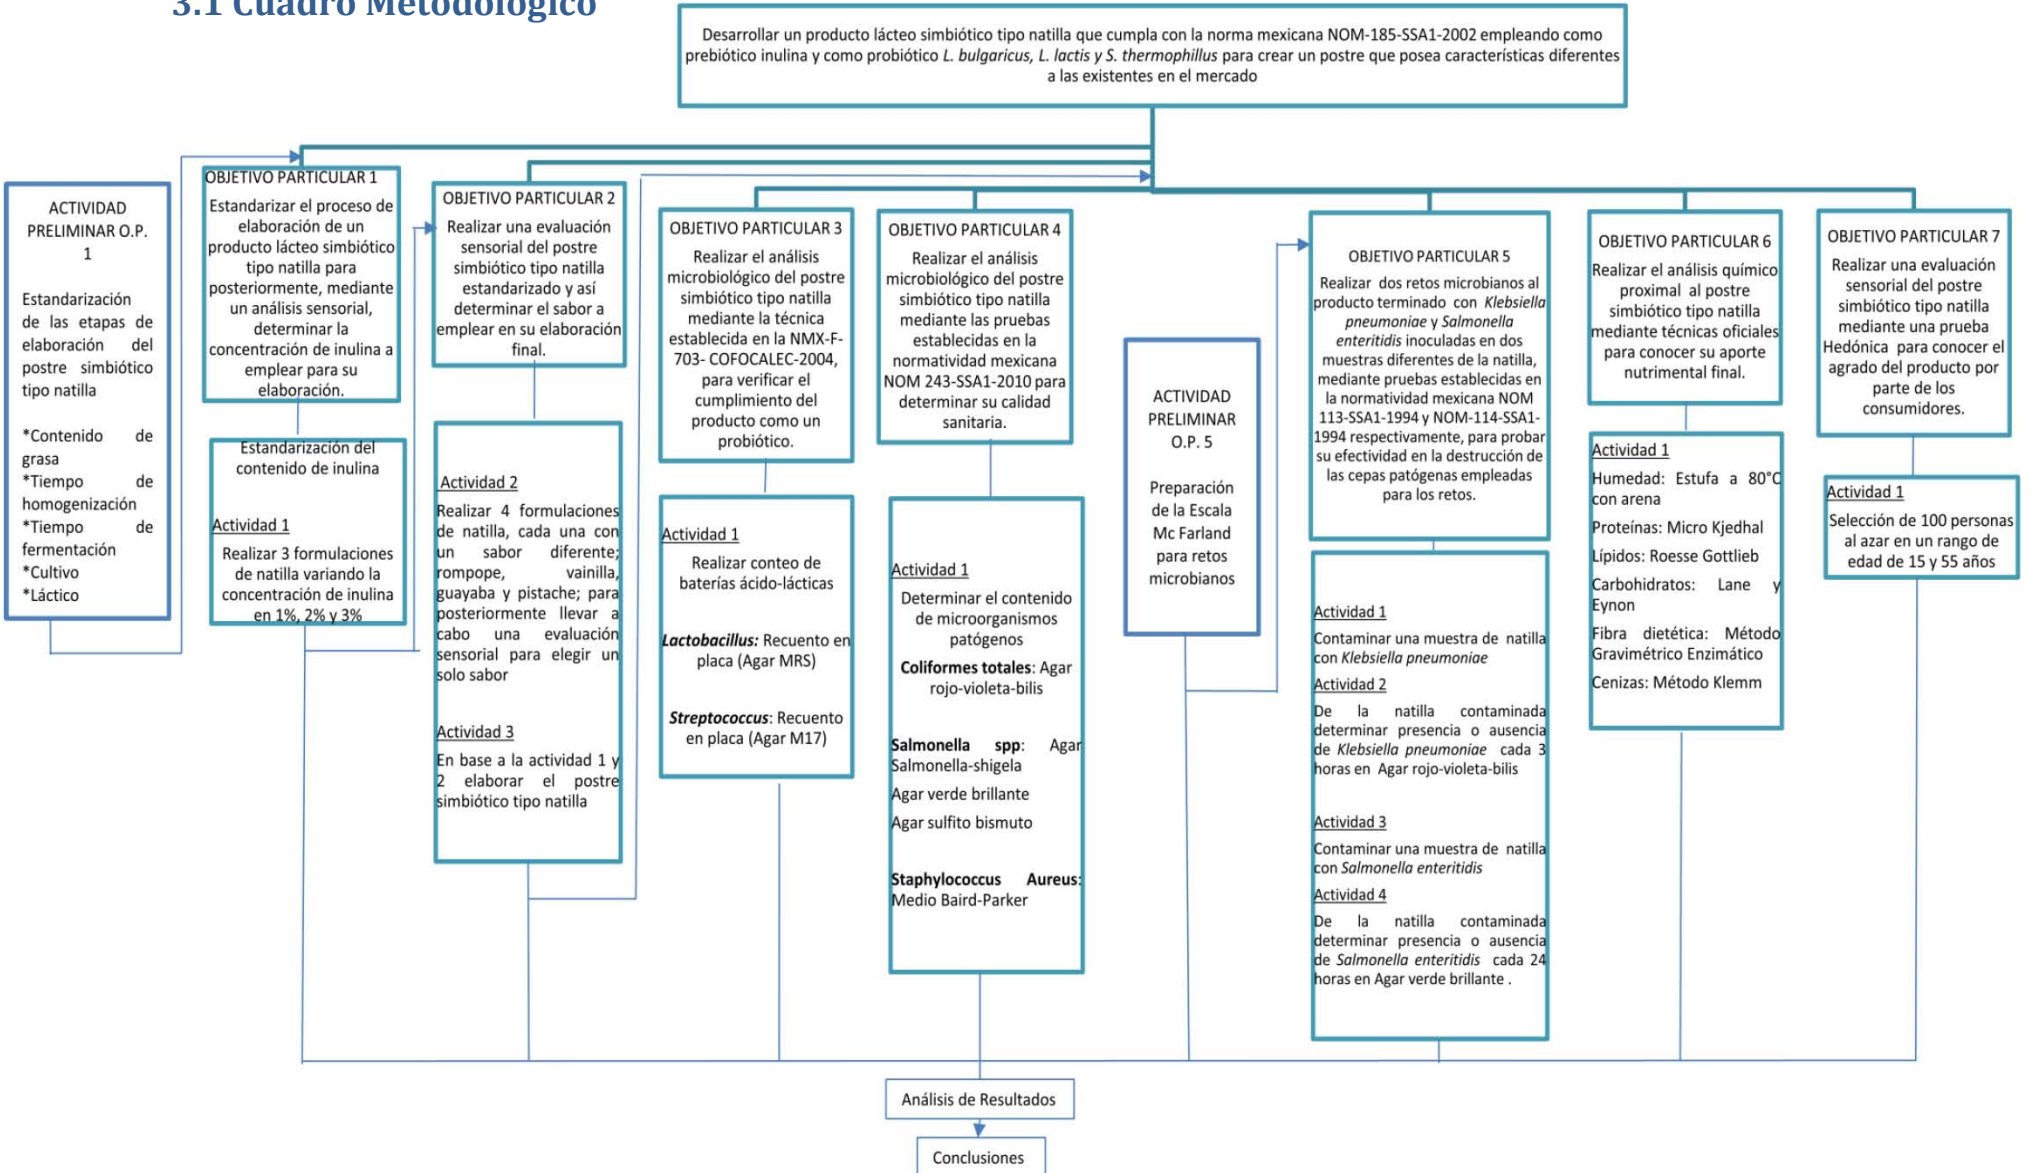 3.1 Cuadro Metodológico
Desarrollar un producto lácteo simbiótico tipo natilla que cumpla con la norma mexicana NOM-185-SSA1-2002 empleando como
prebiótico inulina y como probiótico L. bulgaricus, L. lactis y S. thermophillus para crear un postre que posea características diferentes
a las existentes en el mercado
ACTIVIDAD
PRELIMINAR O.P.
1
Estandarización
de las etapas de
elaboración del
postre simbiótico
tipo natilla
*Contenido de
grasa
*Tiempo de
homogenización
*Tiempo de
fermentación
*Cultivo
*Láctico
OBJETIVO PARTICULAR 1
Estandarizar el proceso de
elaboración de un
producto lácteo simbiótico
tipo natilla para
posteriormente, mediante
un análisis sensorial,
determinar la
concentración de inulina a
emplear para su
elaboración.
Estandarización del
contenido de inulina
Actividad 1
Realizar 3 formulaciones
de natilla variando la
concentración de inulina
en 1%, 2% y 3%
OBJETIVO PARTICULAR 2
Realizar una evaluación
sensorial del postre
simbiótico tipo natilla
estandarizado y así
determinar el sabor a
emplear en su elaboración
final.
Actividad 2
Realizar 4 formulaciones
de natilla, cada una con
un sabor diferente;
rompope, vainilla,
guayaba y pistache; para
posteriormente llevar a
cabo una evaluación
sensorial para elegir un
solo sabor
Actividad 3
En base a la actividad 1 y
2 elaborar el postre
simbiótico tipo natilla
OBJETIVO PARTICULAR 3
Realizar el análisis
microbiológico del postre
simbiótico tipo natilla
mediante la técnica
establecida en la NMX-F-
703- COFOCALEC-2004,
para verificar el
cumplimiento del
producto como un
probiótico.
Actividad 1
Realizar conteo de
baterías ácido-lácticas
Lactobacillus: Recuento en
placa (Agar MRS)
Streptococcus: Recuento
en placa (Agar M17)
OBJETIVO PARTICULAR 4
Realizar el análisis
microbiológico del postre
simbiótico tipo natilla
mediante las pruebas
establecidas en la
normatividad mexicana
NOM 243-SSA1-2010 para
determinar su calidad
sanitaria.
Actividad 1
Determinar el contenido
de microorganismos
patógenos
Coliformes totales: Agar
rojo-violeta-bilis
Salmonella spp: Agar
Salmonella-shigela
Agar verde brillante
Agar sulfito bismuto
Staphylococcus Aureus:
Medio Baird-Parker
ACTIVIDAD
PRELIMINAR
O.P. 5
Preparación
de la Escala
Mc Farland
para retos
microbianos
OBJETIVO PARTICULAR 5
Realizar dos retos microbianos al
producto terminado con Klebsiella
pneumoniae y Salmonella
enteritidis inoculadas en dos
muestras diferentes de la natilla,
mediante pruebas establecidas en
la normatividad mexicana NOM
113-SSA1-1994 y NOM-114-SSA1-
1994 respectivamente, para probar
su efectividad en la destrucción de
las cepas patógenas empleadas
para los retos.
Actividad 1
Contaminar una muestra de natilla
con Klebsiella pneumoniae
Actividad 2
De la natilla contaminada
determinar presencia o ausencia
de Klebsiella pneumoniae cada 3
horas en Agar rojo-violeta-bilis
Actividad 3
Contaminar una muestra de natilla
con Salmonella enteritidis
Actividad 4
De la natilla contaminada
determinar presencia o ausencia
de Salmonella enteritidis cada 24
horas en Agar verde brillante .
OBJETIVO PARTICULAR 6
Realizar el análisis químico
proximal al postre
simbiótico tipo natilla
mediante técnicas oficiales
para conocer su aporte
nutrimental final.
Actividad 1
Humedad: Estufa a 80°C
con arena
Proteínas: Micro Kjedhal
Lípidos: Roesse Gottlieb
Carbohidratos: Lane y
Eynon
Fibra dietética: Método
Gravimétrico Enzimático
Cenizas: Método Klemm
OBJETIVO PARTICULAR 7
Realizar una evaluación
sensorial del postre
simbiótico tipo natilla
mediante una prueba
Hedónica para conocer el
agrado del producto por
parte de los
consumidores.
Actividad 1
Selección de 100 personas
al azar en un rango de
edad de 15 y 55 años
Análisis de Resultados
Conclusiones